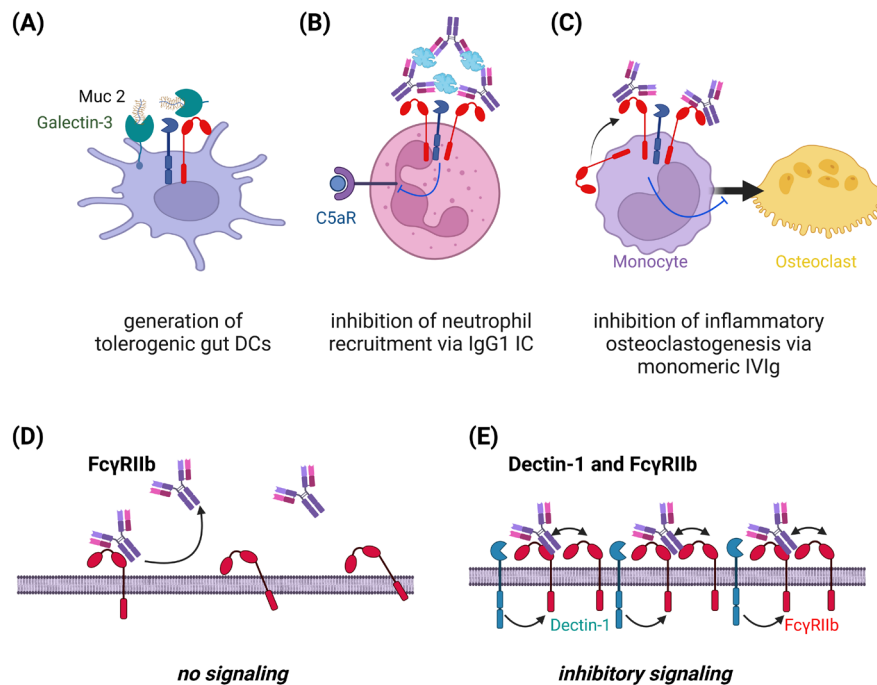 (A)
Muc 2
Galectin-3
generation of
tolerogenic gut DCs
(B)
C5aR
inhibition of neutrophil
recruitment via IgG1 IC
(C)
Monocyte
Osteoclast
inhibition of inflammatory
osteoclastogenesis via
monomeric IVIg
(D)
FcγRIIb
no signaling
(E)
Dectin-1 and FcγRIIb
Dectin-1
FcγRIIb
inhibitory signaling